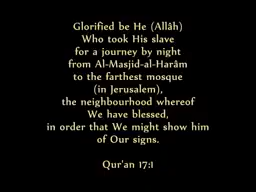 Glorified be He (Allâh)
Who took His slave
for a journey by night
from Al-Masjid-al-Harâm
to the farthest mosque
(in Jerusalem),
the neighbourhood whereof
We have blessed,
in order that We might show him
of Our signs.
Qur'an 17:1